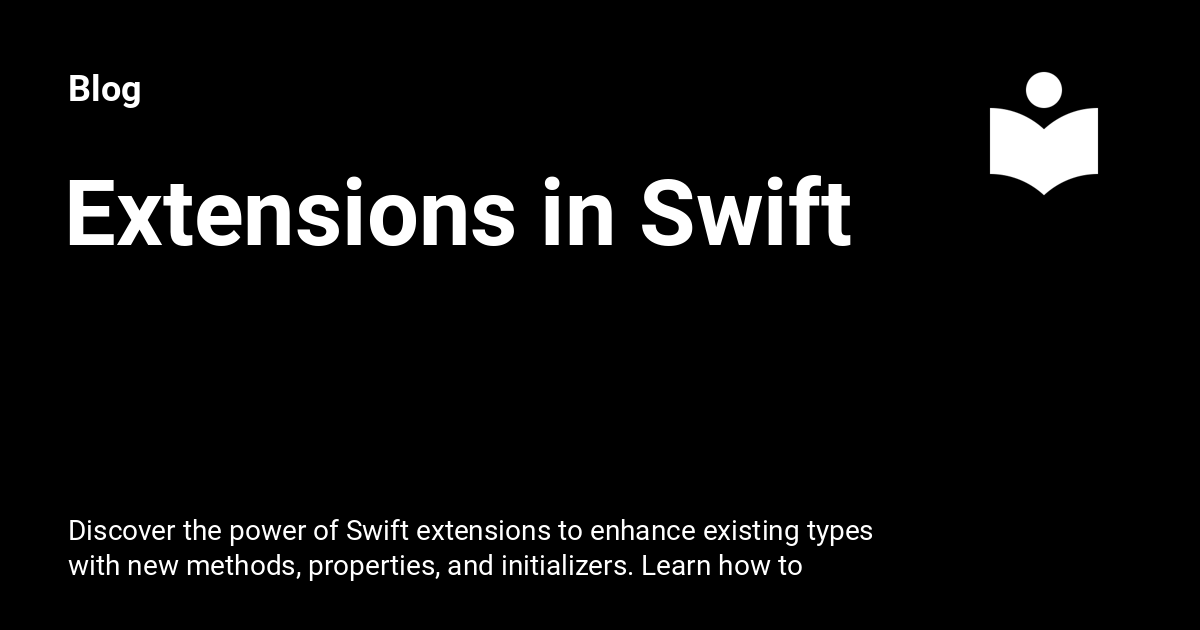 Blog
Extensions in Swift
Discover the power of Swift extensions to enhance existing types
with new methods, properties, and initializers. Learn how to